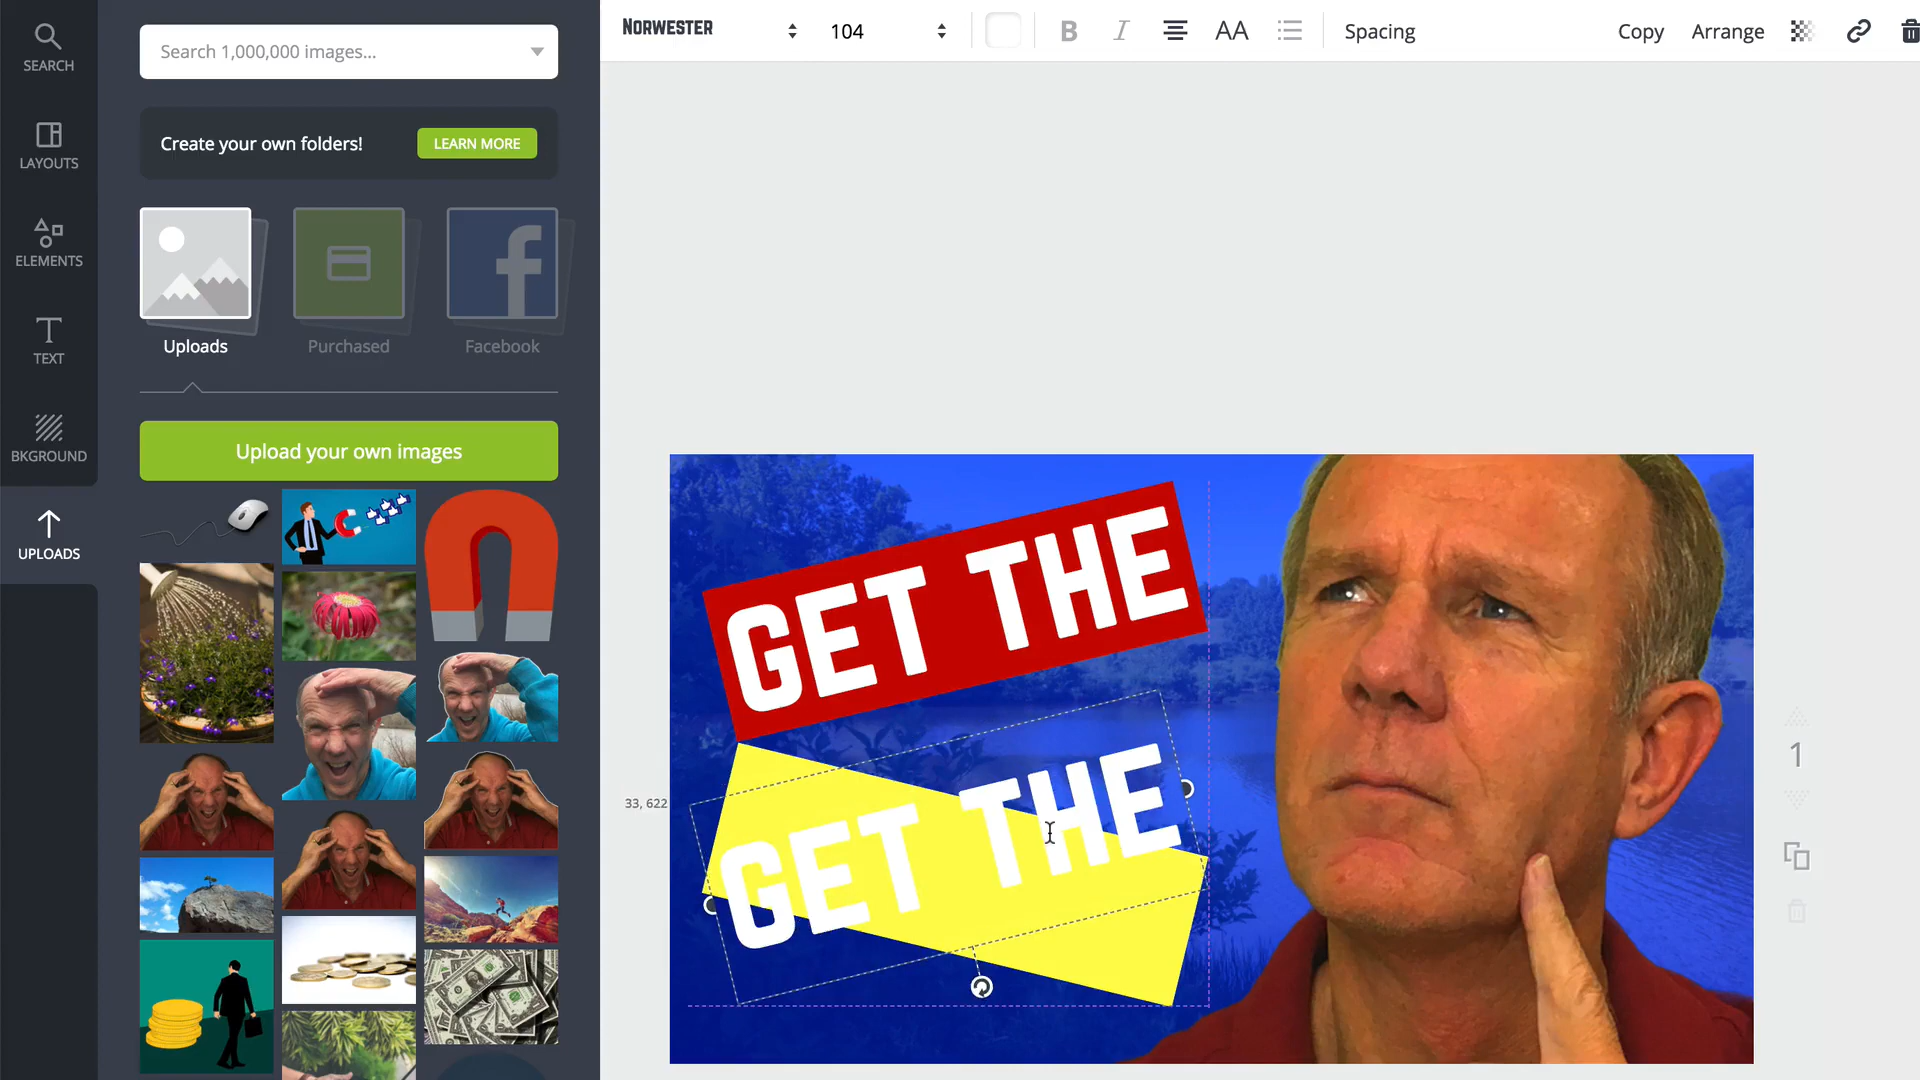 SEARCH
LAYOUTS
ELEMENTS
TEXT
BKGROUND
UPLOADS
Search 1,000,000 images...
Create your own folders!
LEARN MORE
Uploads
Purchased
Facebook
Upload your own images
NORWESTER
104
B
I
AA
Spacing
Copy
Arrange
GET THE
GET THE
33, 622
1